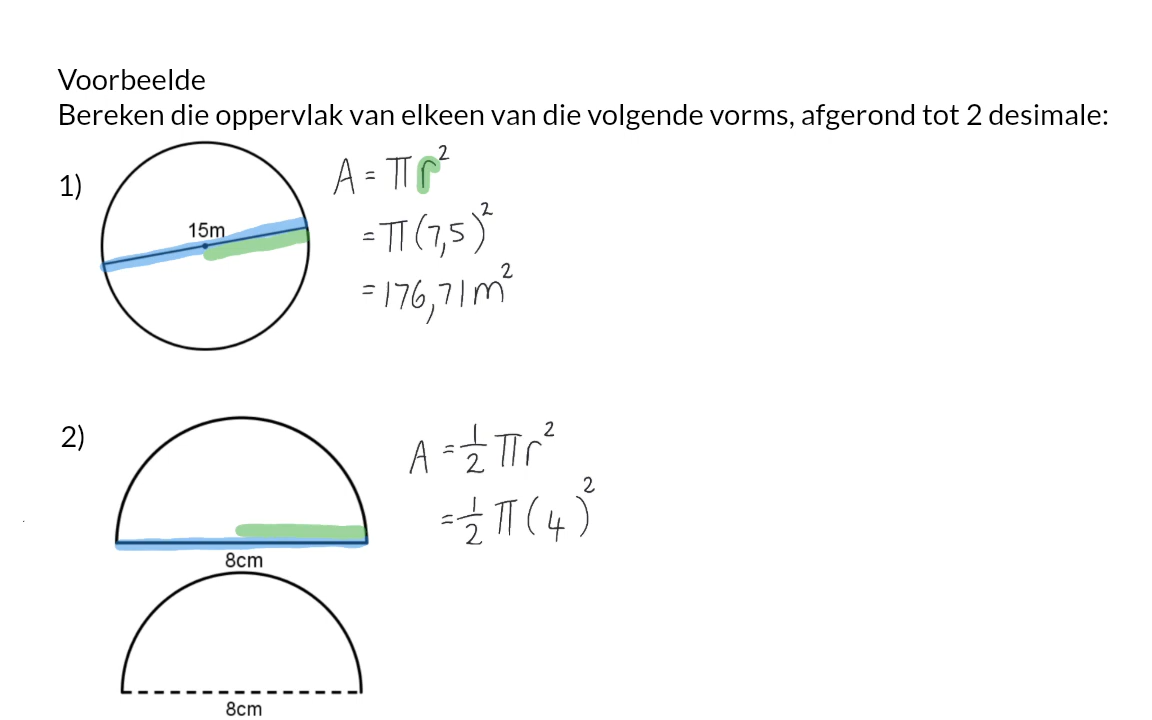 Voorbeelde
Bereken die oppervlak van elkeen van die volgende vorms, afgerond tot 2 desimale:
1)
15m
A = πr²
= π(7,5)²
= 176,71m²
2)
8cm
A = ½πr²
= ½π(4)²
8cm